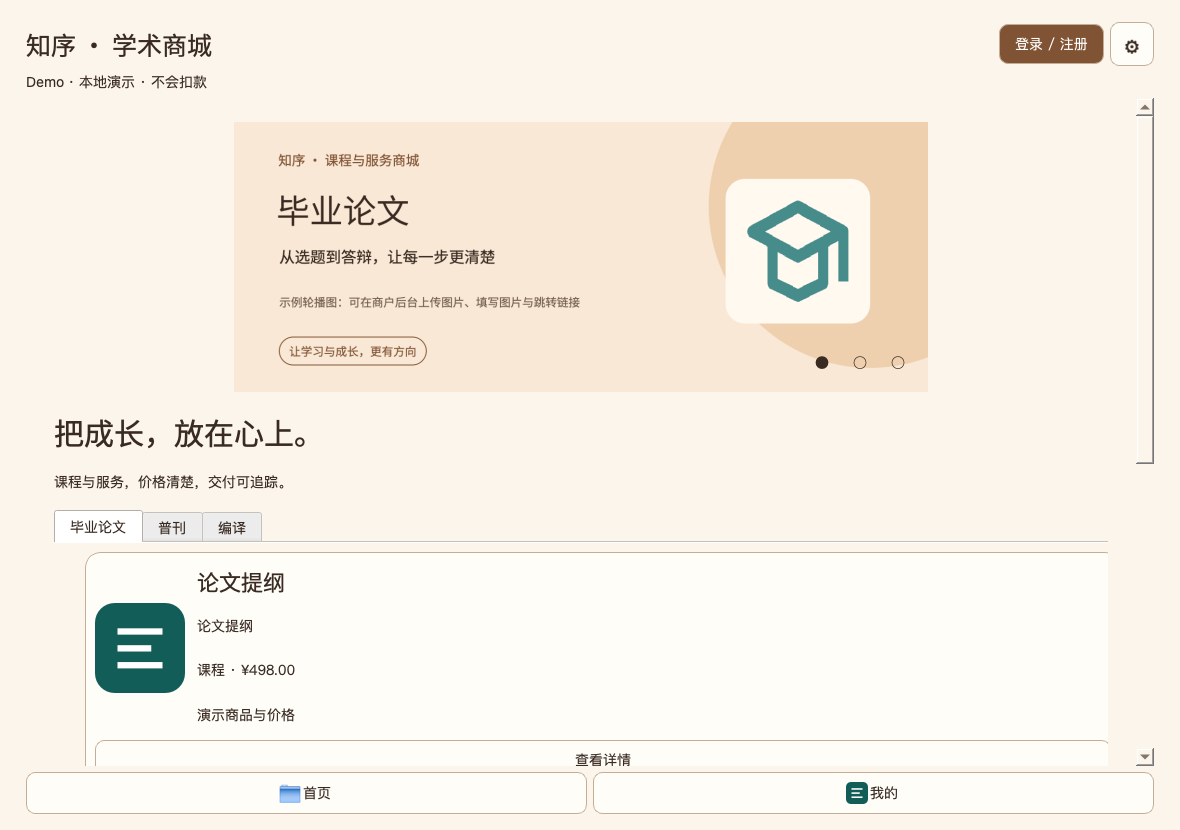 知序 · 学术商城
登录 / 注册
Demo · 本地演示 · 不会扣款
知序 · 课程与服务商城
毕业论文
从选题到答辩，让每一步更清楚
示例轮播图：可在商户后台上传图片、填写图片与跳转链接
让学习与成长，更有方向
把成长，放在心上。
课程与服务，价格清楚，交付可追踪。
毕业论文 普刊 编译
论文提纲
论文提纲
课程 · ¥498.00
演示商品与价格
查看详情
首页 我的